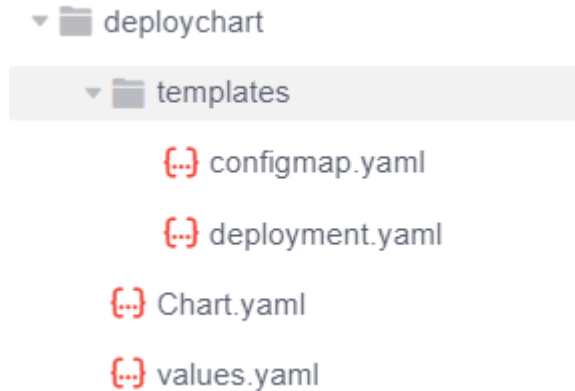 deploychart
templates
configmap.yaml
deployment.yaml
Chart.yaml
values.yaml